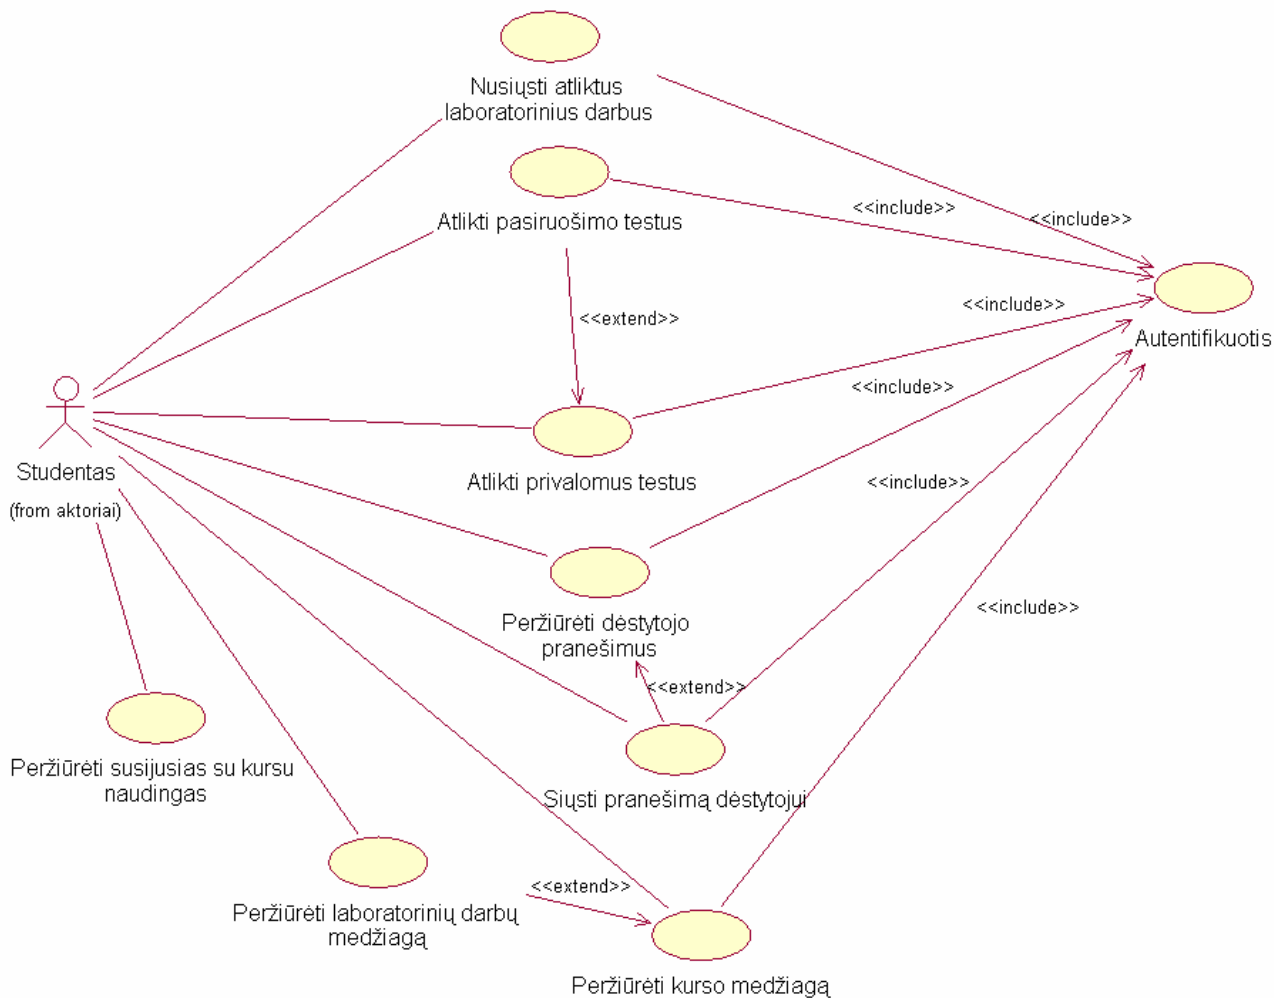 Nusiųsti atliktus
laboratorinius darbus
Atlikti pasiruošimo testus
<<include>>
<<include>>
<<extend>>
<<include>>
Autentifikuotis
<<include>>
Studentas
(from aktoriai)
Atlikti privalomus testus
<<include>>
Peržiūrėti dėstytojo
pranešimus
<<include>>
<<extend>>
Peržiūrėti susijusias su kursu
naudingas
Siųsti pranešimą dėstytojui
<<extend>>
Peržiūrėti laboratorinių darbų
medžiagą
Peržiūrėti kurso medžiagą